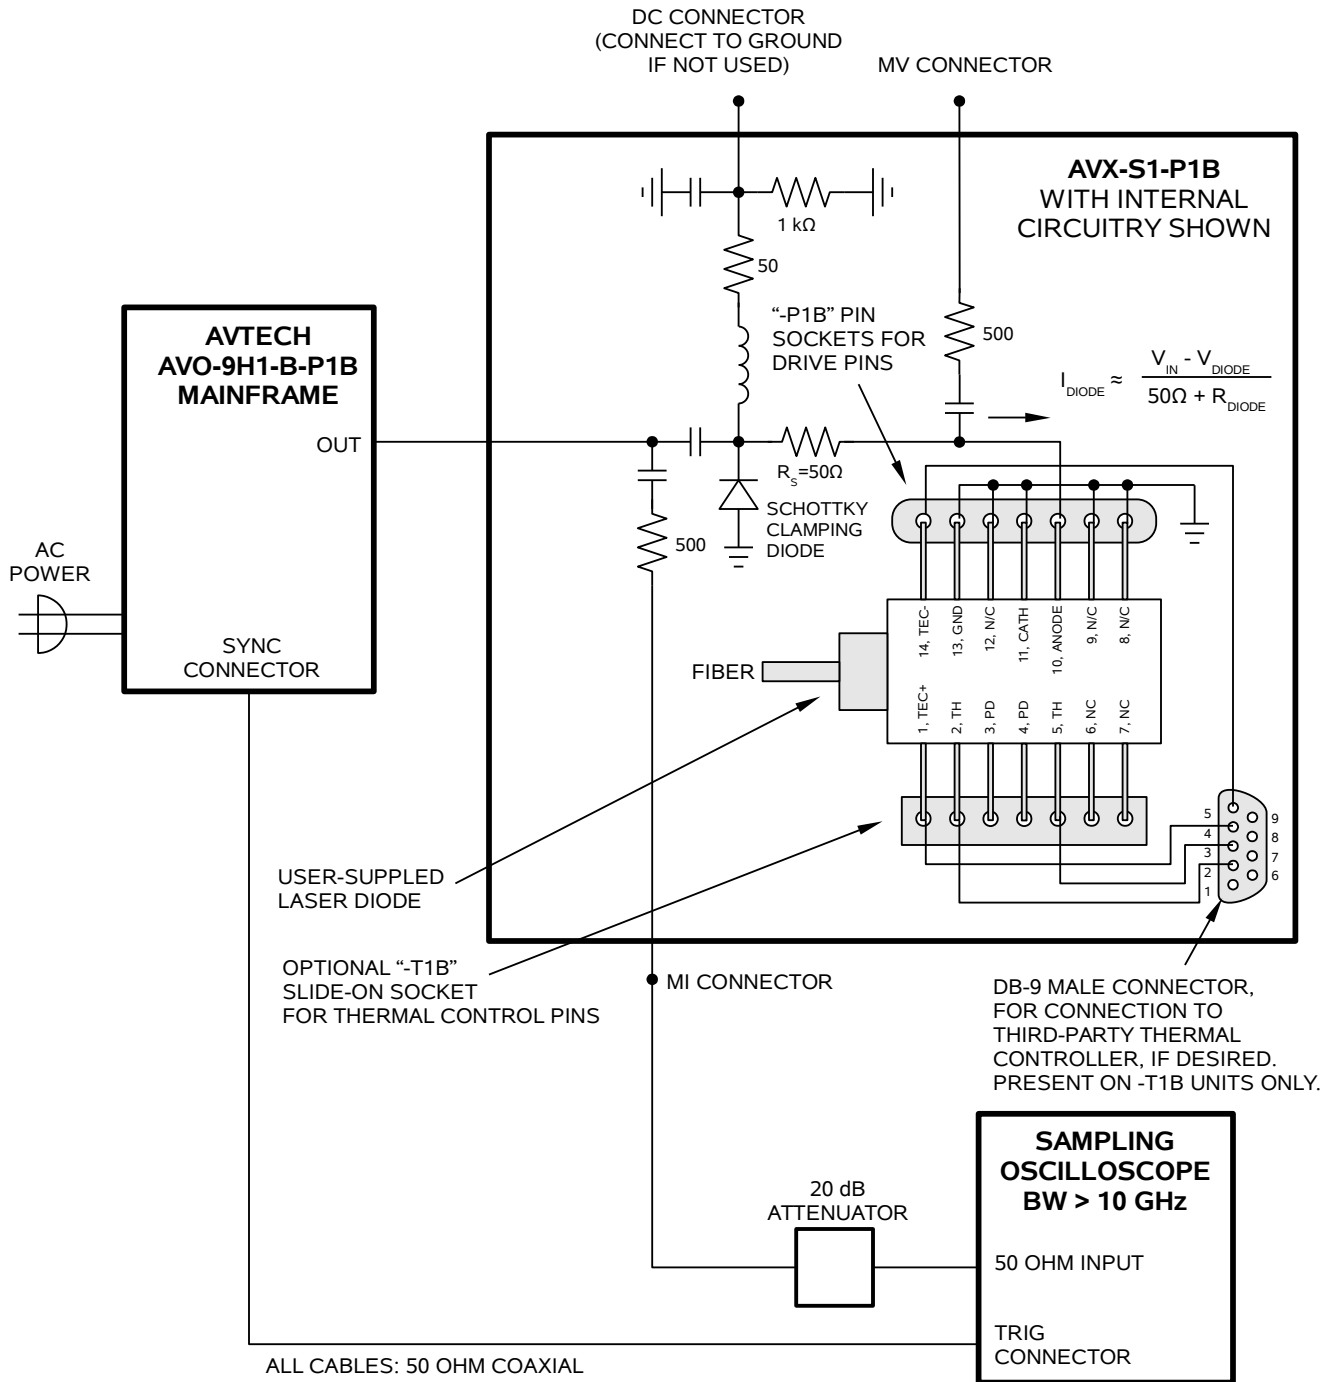 DC CONNECTOR
(CONNECT TO GROUND
IF NOT USED)
MV CONNECTOR
AVX-S1-P1B
WITH INTERNAL
CIRCUITRY SHOWN
1 kΩ
50
"-P1B" PIN
SOCKETS FOR
DRIVE PINS
500
I DIODE ≈ V IN - V DIODE
50Ω + R DIODE
AVTECH
AVO-9H1-B-P1B
MAINFRAME
OUT
R S =50Ω
SCHOTTKY
CLAMPING
DIODE
500
AC
POWER
SYNC
CONNECTOR
14, TEC-
13, GND
12, N/C
11, CATH
10, ANODE
9, N/C
8, N/C
FIBER
1, TEC+
2, TH
3, PD
4, PD
5, TH
6, NC
7, NC
5
4
3
2
1
9
8
7
6
USER-SUPPLED
LASER DIODE
OPTIONAL “-T1B”
SLIDE-ON SOCKET
FOR THERMAL CONTROL PINS
MI CONNECTOR
DB-9 MALE CONNECTOR,
FOR CONNECTION TO
THIRD-PARTY THERMAL
CONTROLLER, IF DESIRED.
PRESENT ON -T1B UNITS ONLY.
SAMPLING
OSCILLOSCOPE
BW > 10 GHz
20 dB
ATTENUATOR
50 OHM INPUT
TRIG
CONNECTOR
ALL CABLES: 50 OHM COAXIAL